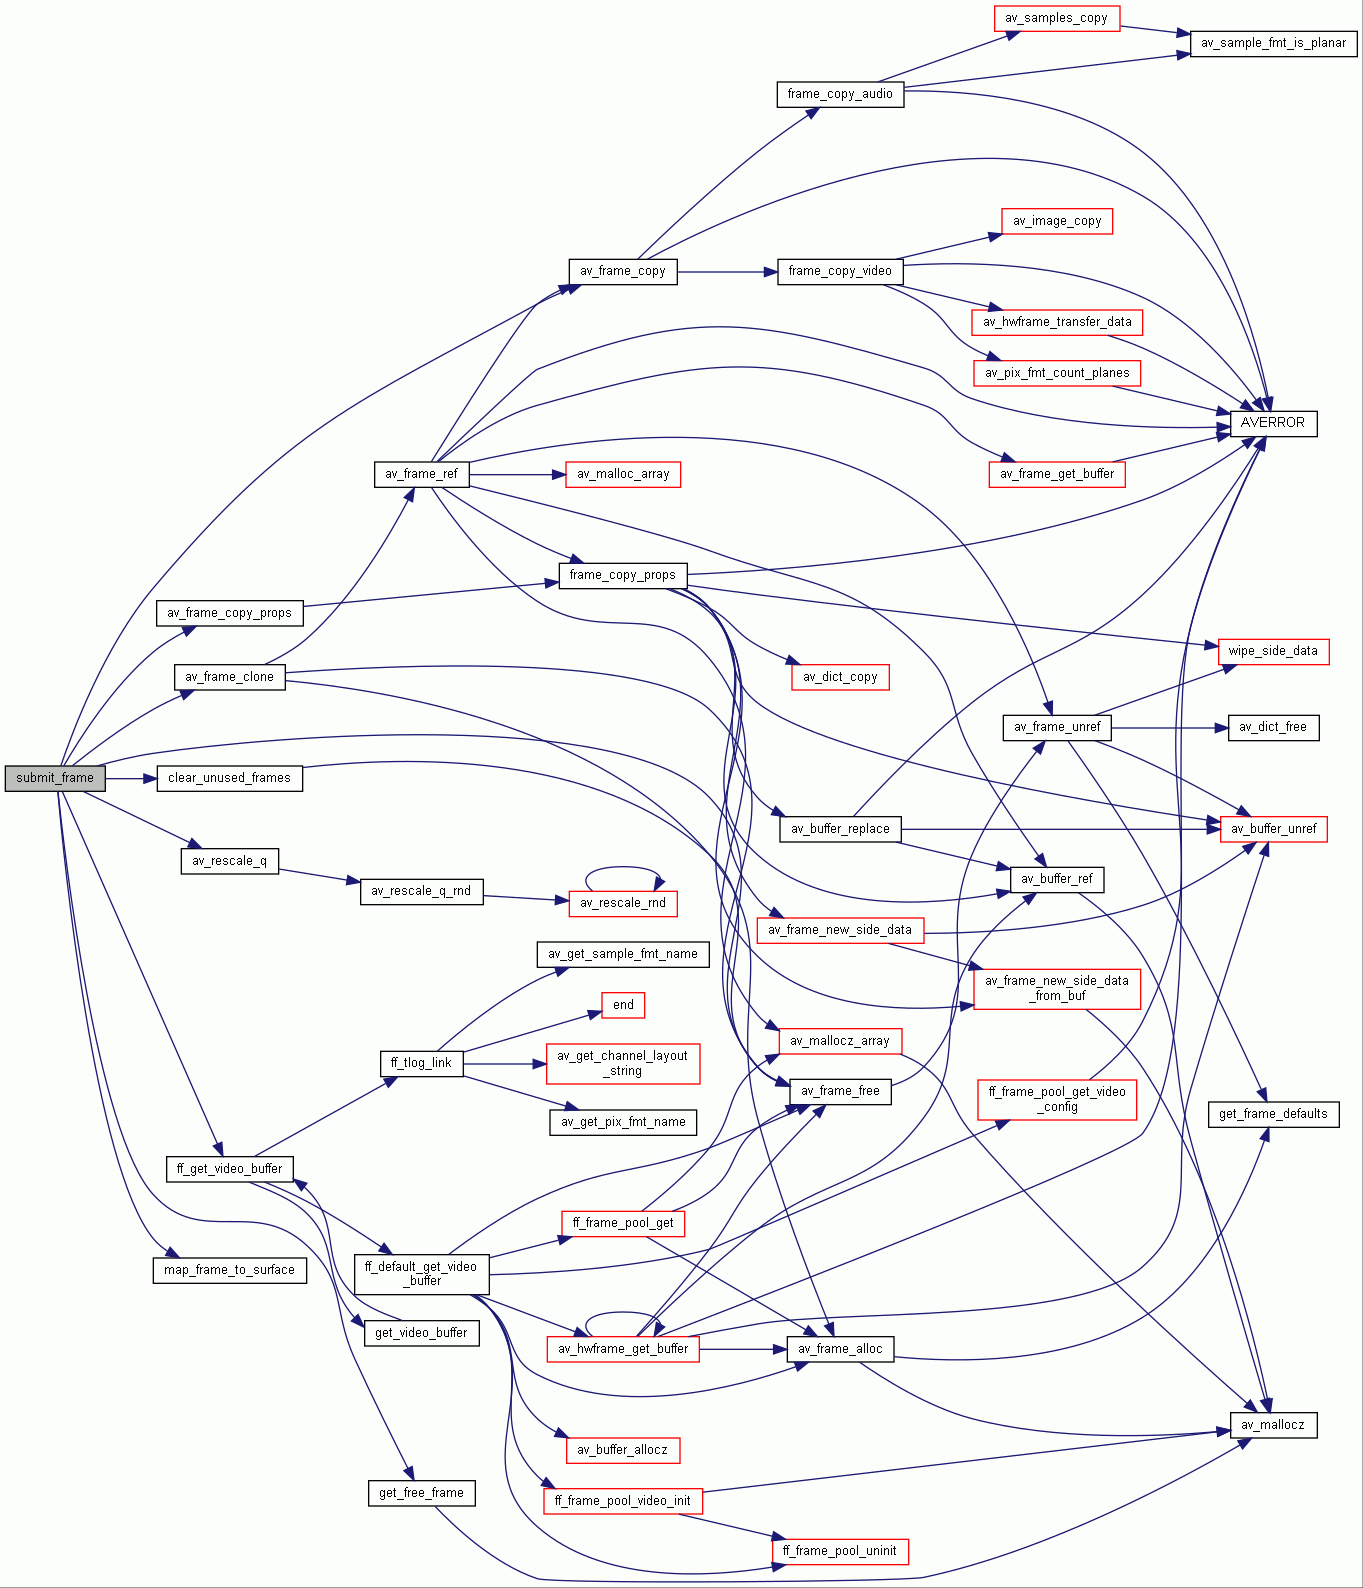 av_samples_copy
av_sample_fmt_is_planar
frame_copy_audio
av_image_copy
av_frame_copy
frame_copy_video
av_hwframe_transfer_data
av_pix_fmt_count_planes
AVERROR
av_frame_ref
av_malloc_array
av_frame_get_buffer
frame_copy_props
av_frame_copy_props
wipe_side_data
av_frame_clone
av_dict_copy
av_frame_unref
av_dict_free
submit_frame
clear_unused_frames
av_buffer_replace
av_buffer_unref
av_rescale_q
av_buffer_ref
av_rescale_q_rnd
av_rescale_rnd
av_frame_new_side_data
av_get_sample_fmt_name
av_frame_new_side_data
_from_buf
end
av_mallocz_array
ff_tlog_link
av_get_channel_layout
_string
av_frame_free
ff_frame_pool_get_video
_config
get_frame_defaults
av_get_pix_fmt_name
ff_get_video_buffer
ff_frame_pool_get
map_frame_to_surface
ff_default_get_video
_buffer
get_video_buffer
av_hwframe_get_buffer
av_frame_alloc
av_mallocz
av_buffer_allocz
get_free_frame
ff_frame_pool_video_init
ff_frame_pool_uninit